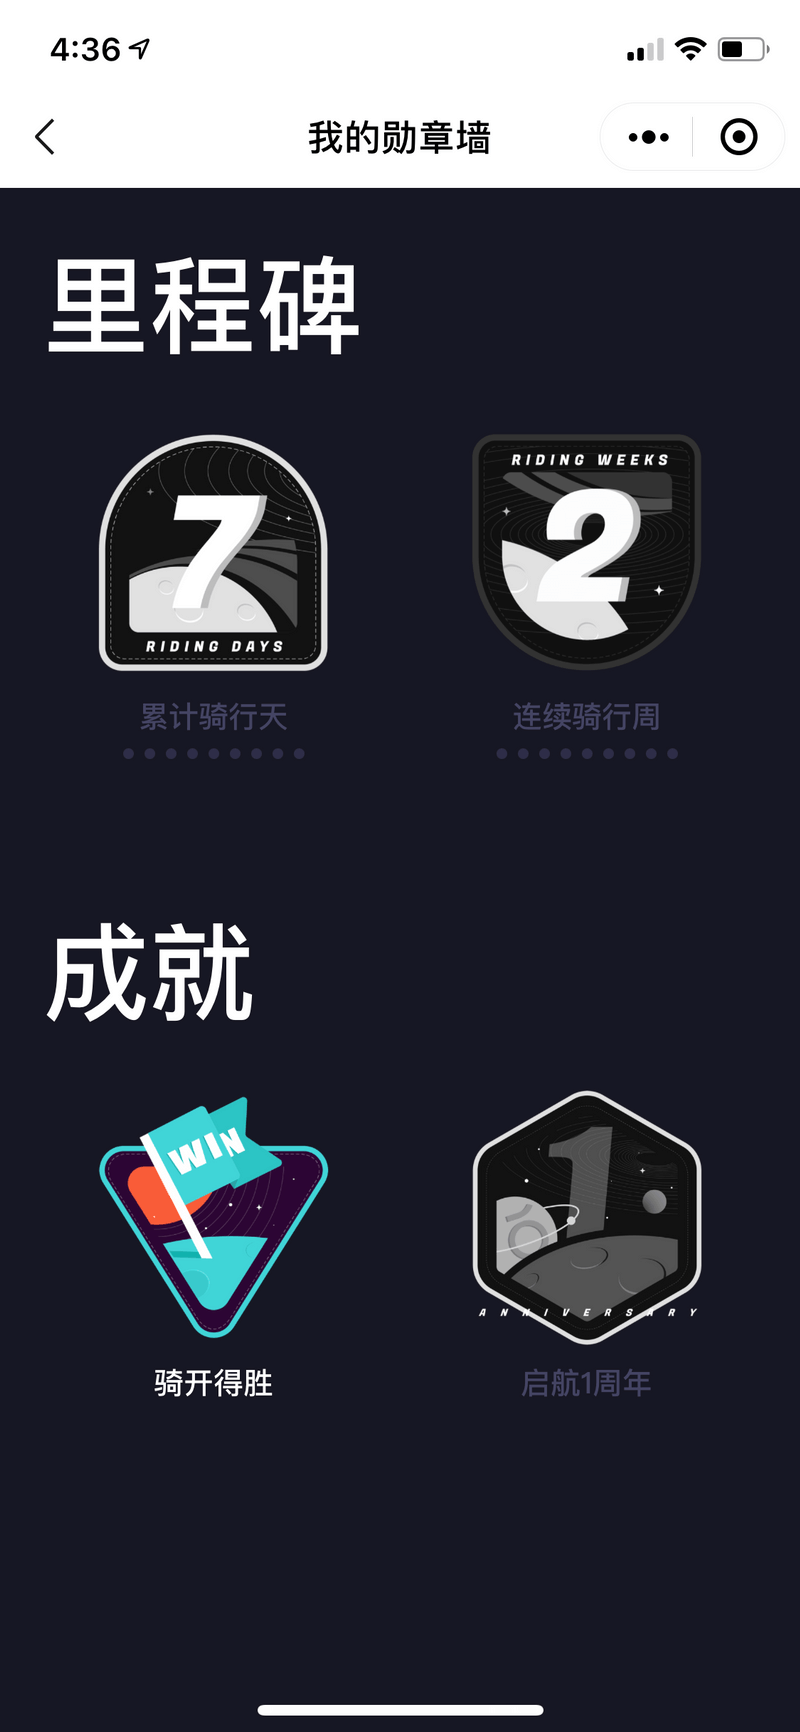 4:36
我的勋章墙
里程碑
7
RIDING DAYS
RIDING WEEKS
2
累计骑行天
连续骑行周
成就
WIN
1
ANNIVERSARY
骑开得胜
启航1周年